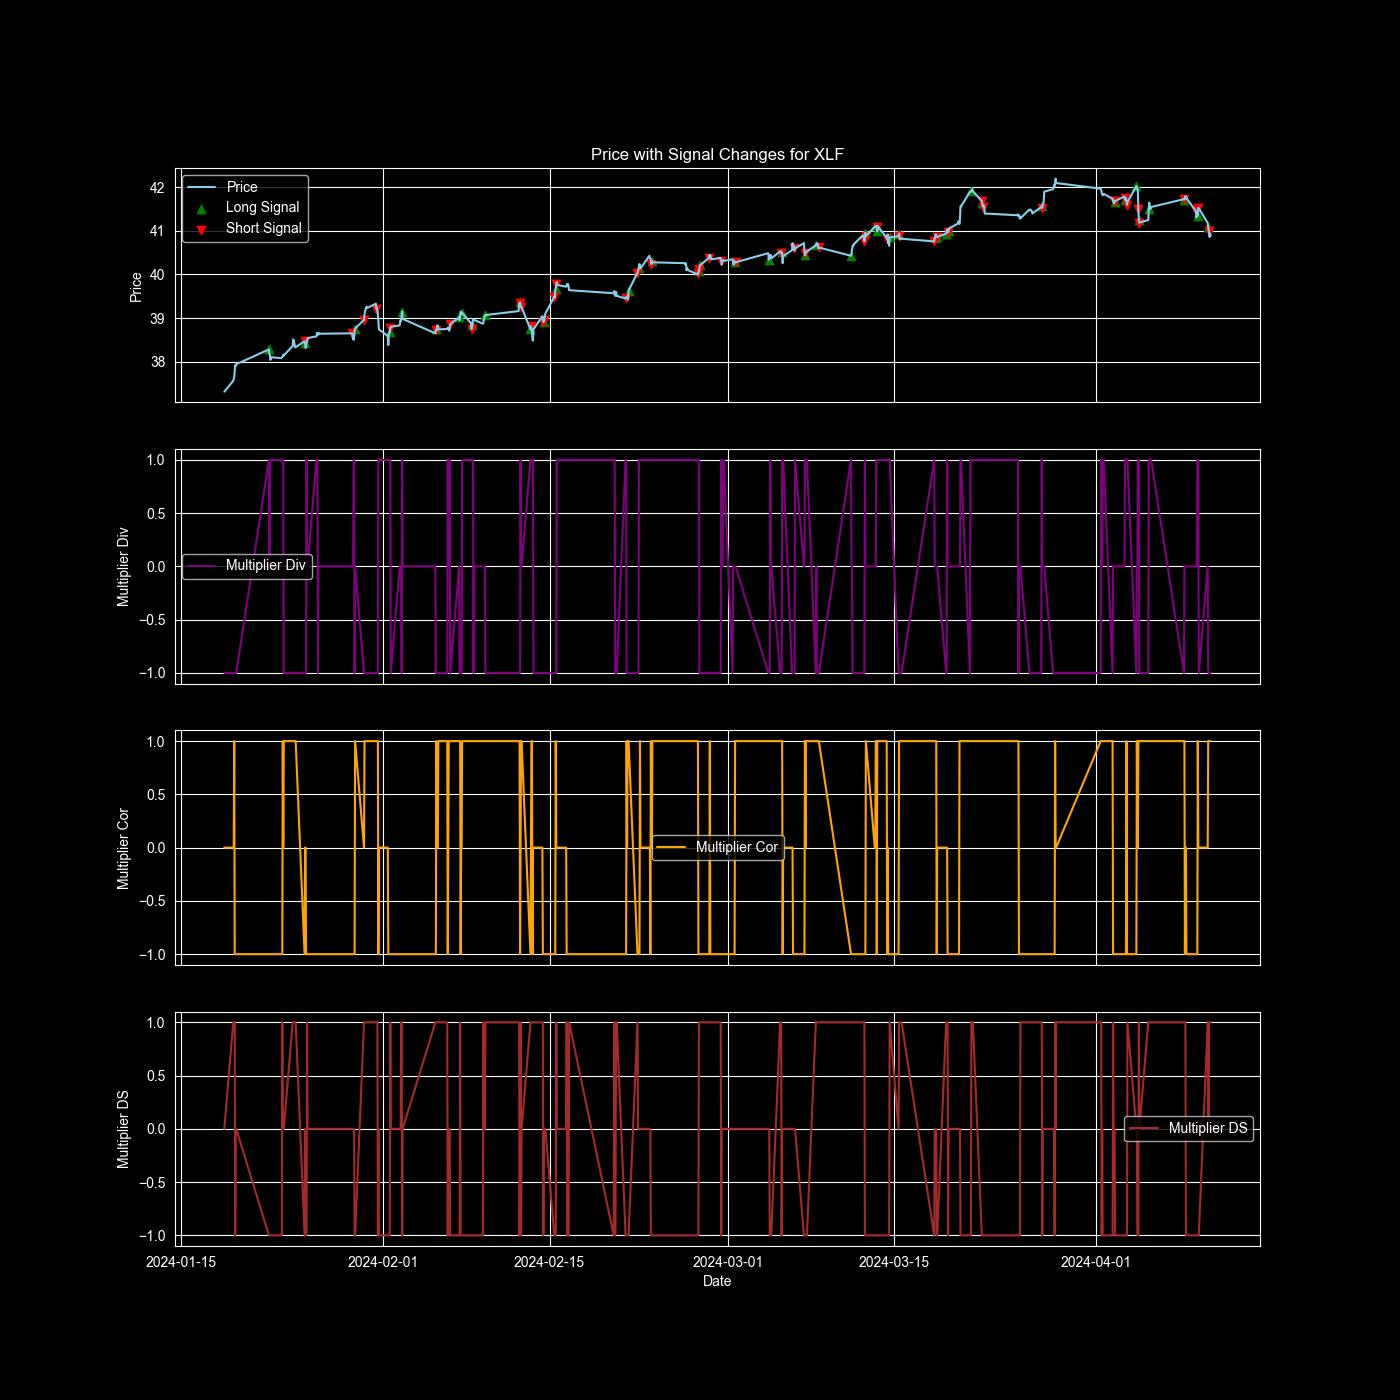 Price with Signal Changes for XLF
Price
Long Signal
Short Signal
42
41
40
39
38
Price
1.0
0.5
0.0
−0.5
−1.0
Multiplier Div
Multiplier Div
1.0
0.5
0.0
−0.5
−1.0
Multiplier Cor
Multiplier Cor
1.0
0.5
0.0
−0.5
−1.0
Multiplier DS
Multiplier DS
2024-01-15 2024-02-01 2024-02-15 2024-03-01 2024-03-15 2024-04-01
Date